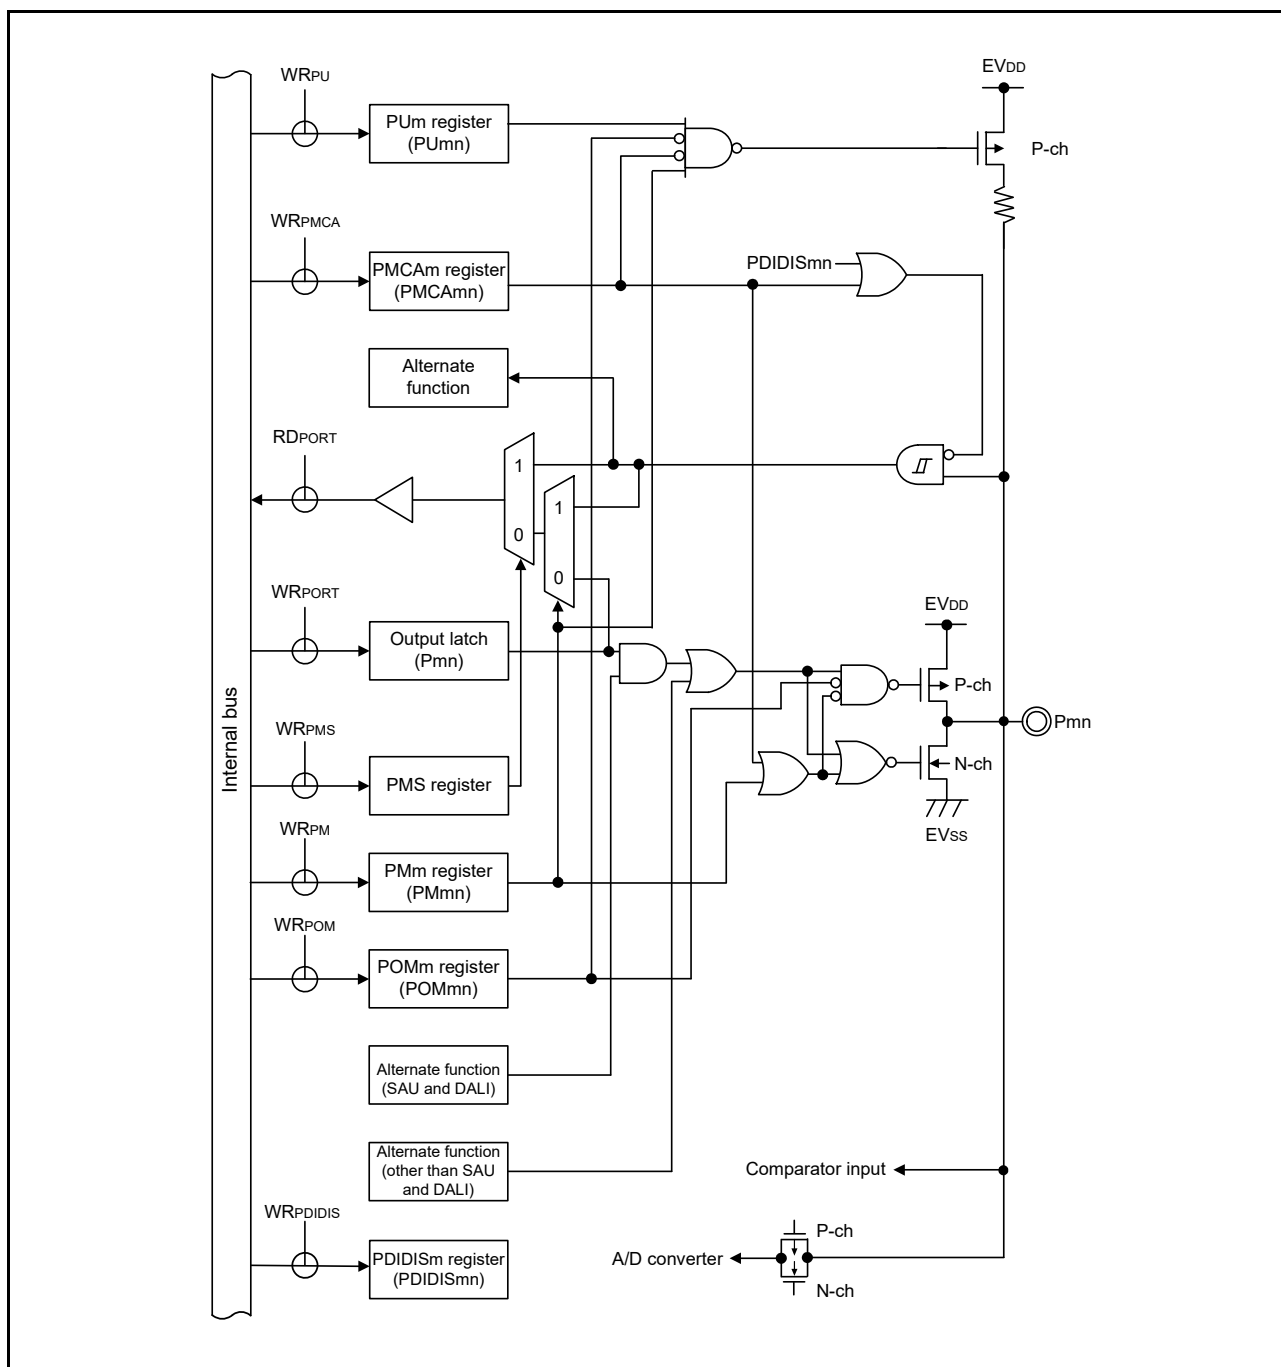 WRPU
PUm register
(PUmn)
EVDD
P-ch
WRPMCA
PMCAm register
(PMCAmn)
PDIDISmn
Alternate
function
RDPORT
1
0
1
0
WRPORT
Output latch
(Pmn)
EVDD
P-ch
Pmn
N-ch
EVSS
Internal bus
WRPMS
PMS register
WRPM
PMm register
(PMmn)
WRPOM
POMm register
(POMmn)
Alternate function
(SAU and DALI)
Alternate function
(other than SAU
and DALI)
Comparator input
WRPDIDIS
PDIDISm register
(PDIDISmn)
P-ch
A/D converter
N-ch